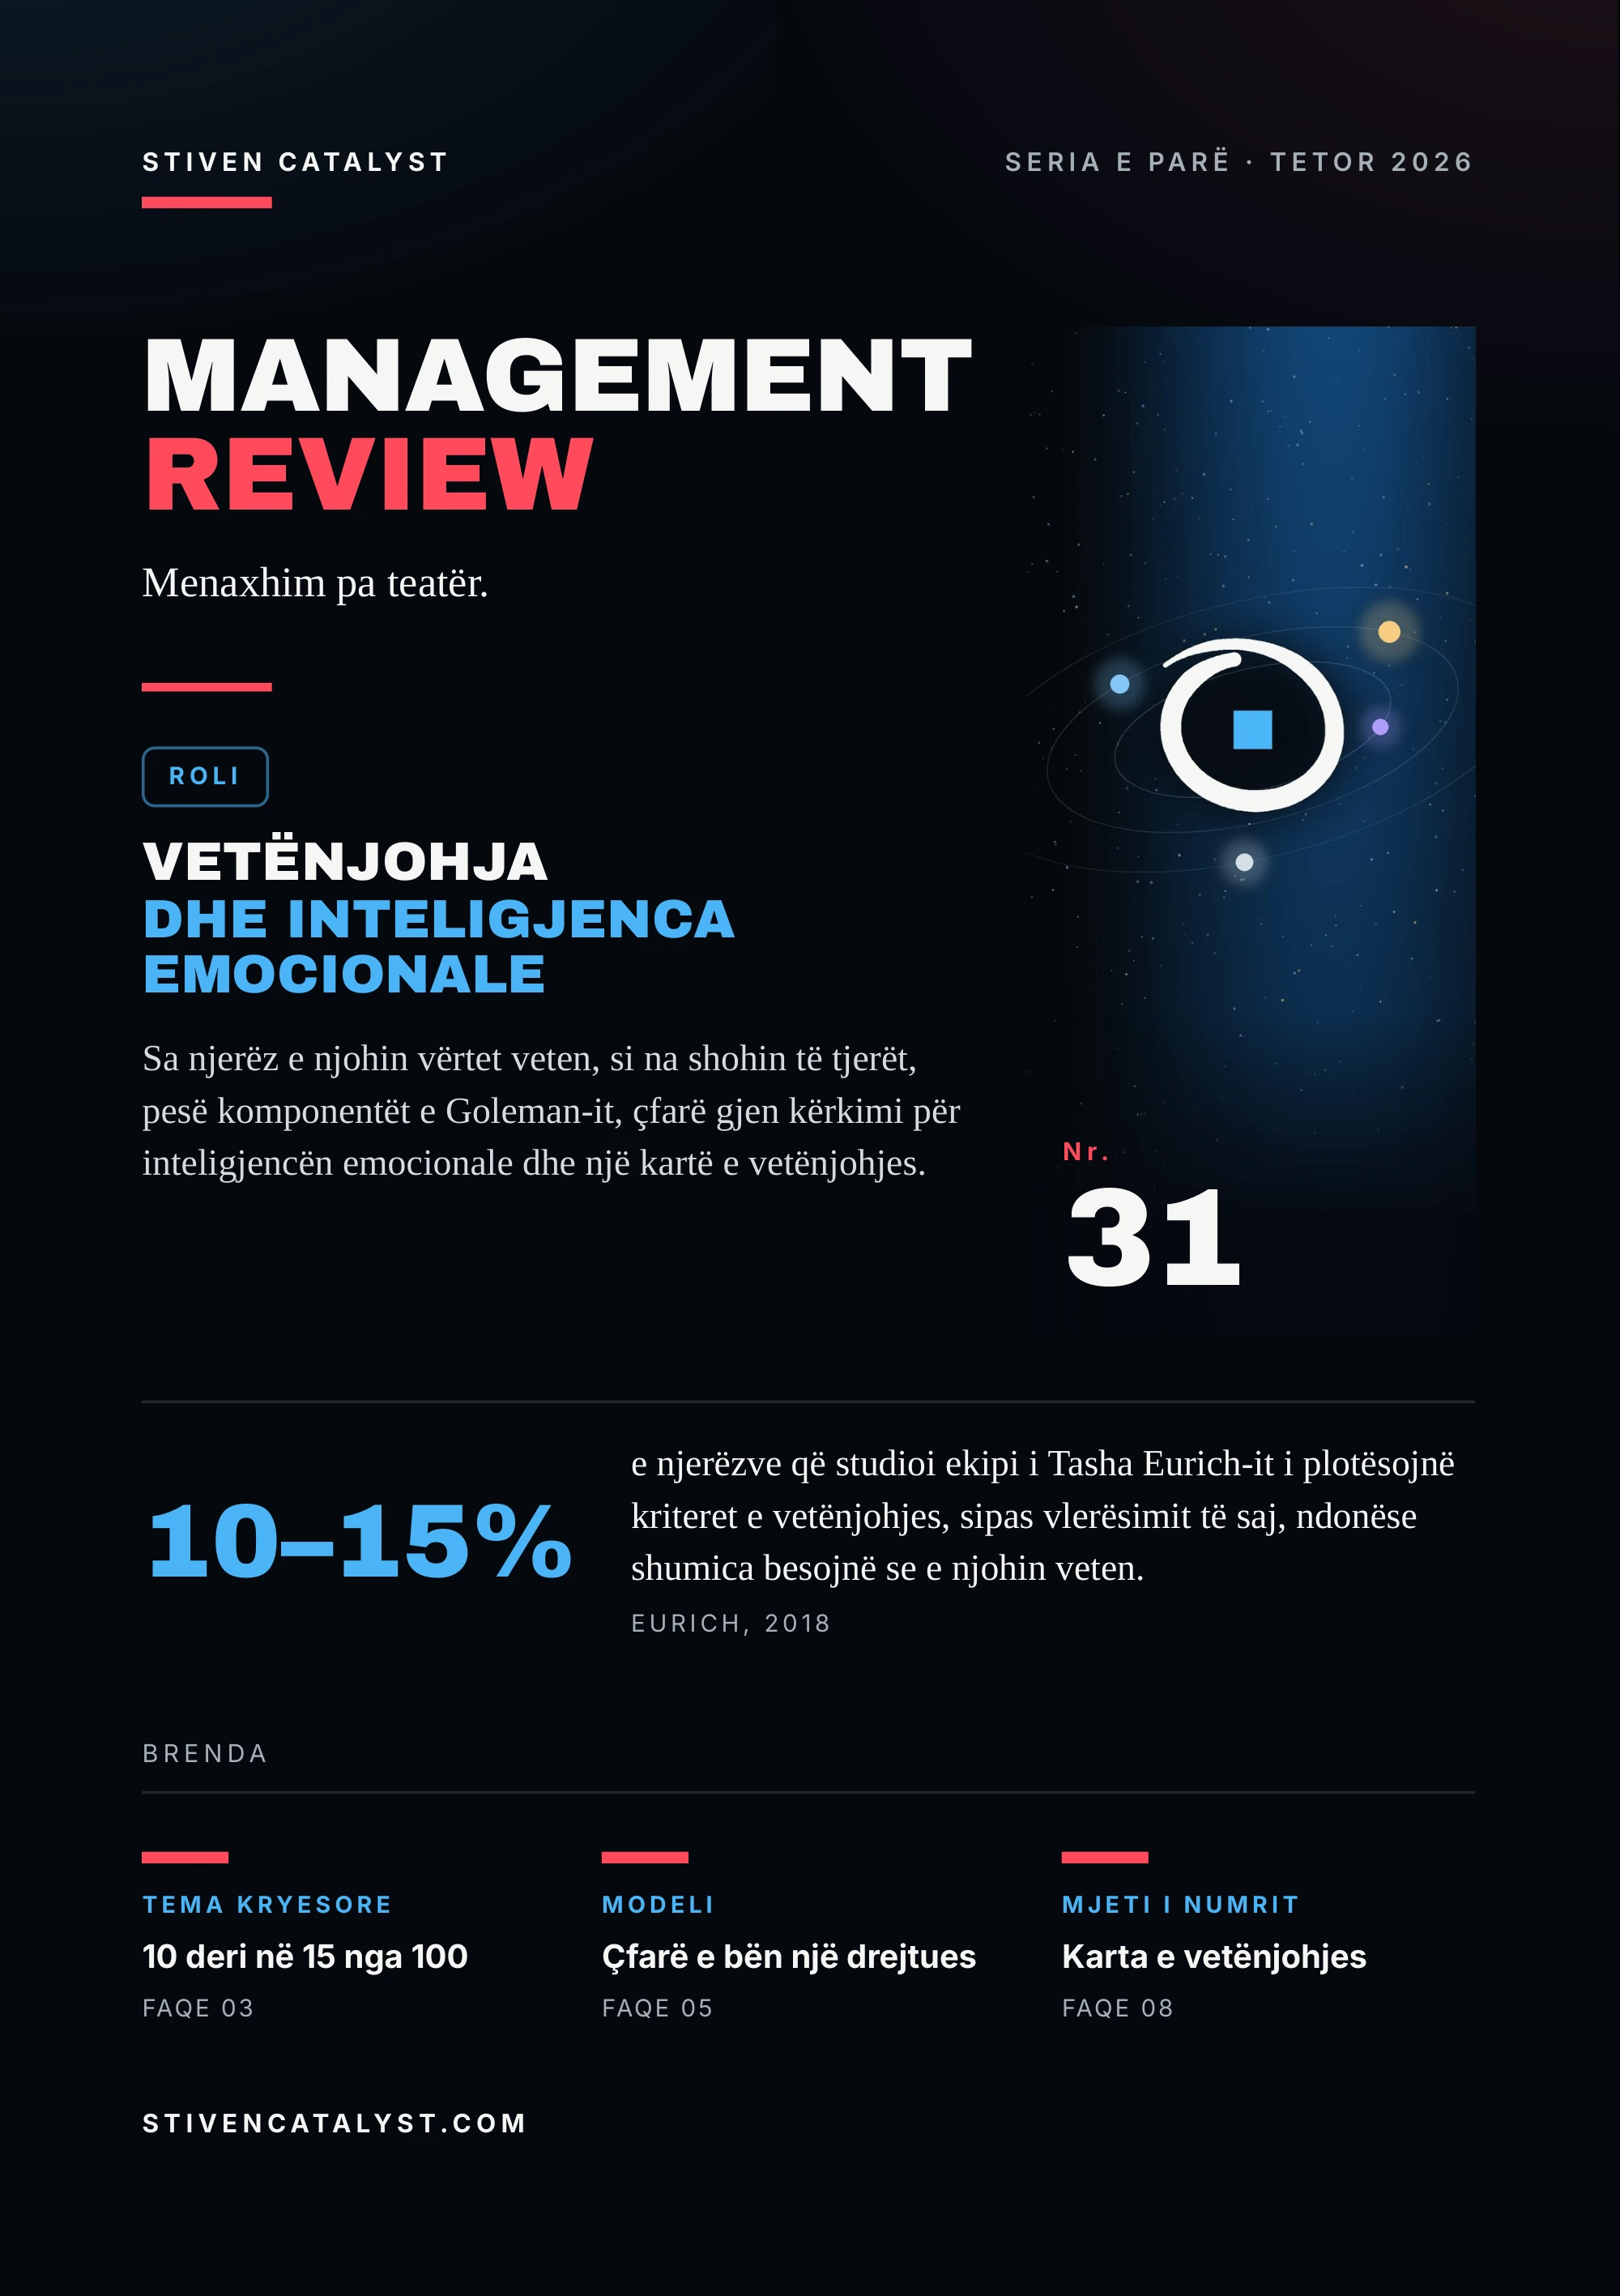 STIVEN CATALYST
SERIA E PARË · TETOR 2026
MANAGEMENT
REVIEW
Menaxhim pa teatër.
ROLI
VETËNJOHJA
DHE INTELIGJENCA
EMOCIONALE
Sa njerëz e njohin vërtet veten, si na shohin të tjerët,
pesë komponentët e Goleman-it, çfarë gjen kërkimi për
inteligjencën emocionale dhe një kartë e vetënjohjes.
Nr.
31
10–15%
e njerëzve që studioi ekipi i Tasha Eurich-it i plotësojnë
kriteret e vetënjohjes, sipas vlerësimit të saj, ndonëse
shumica besojnë se e njohin veten.
EURICH, 2018
BRENDA
TEMA KRYESORE
10 deri në 15 nga 100
FAQE 03
MODELI
Çfarë e bën një drejtues
FAQE 05
MJETI I NUMRIT
Karta e vetënjohjes
FAQE 08
STIVENCATALYST.COM